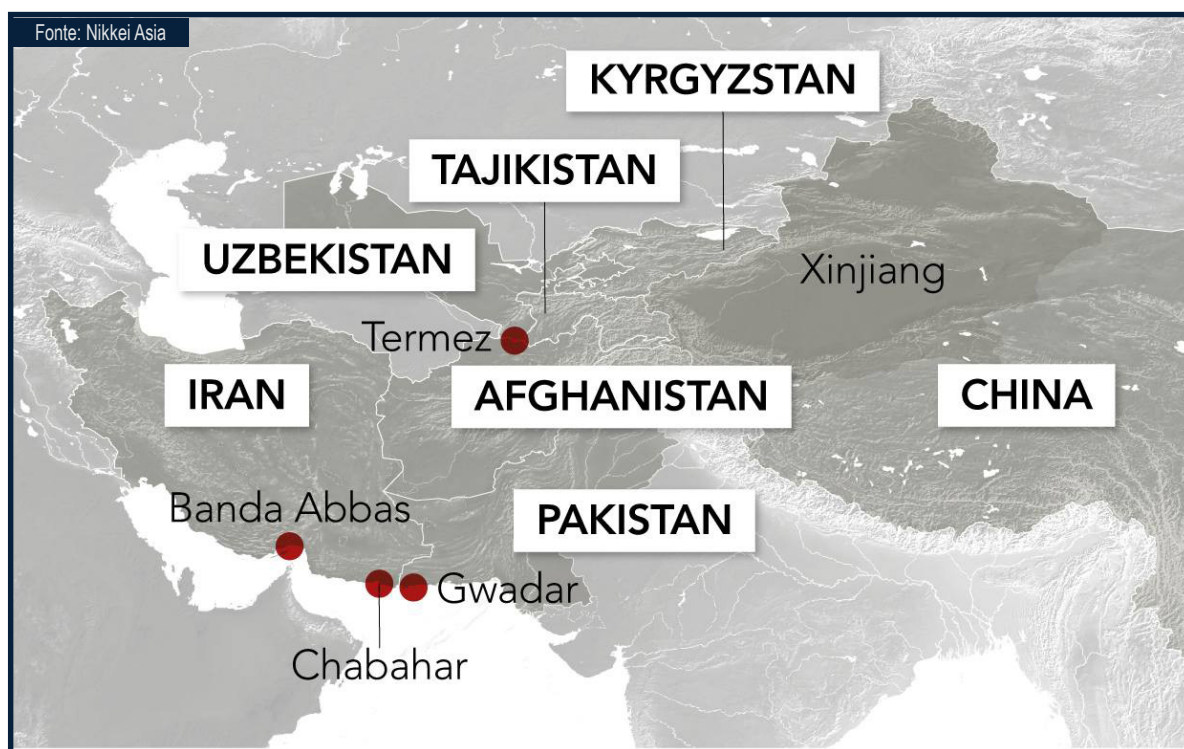 Fonte: Nikkei Asia
KYRGYZSTAN
TAJIKISTAN
UZBEKISTAN
Xinjiang
Termez
IRAN
AFGHANISTAN
CHINA
Banda Abbas
PAKISTAN
Gwadar
Chabahar